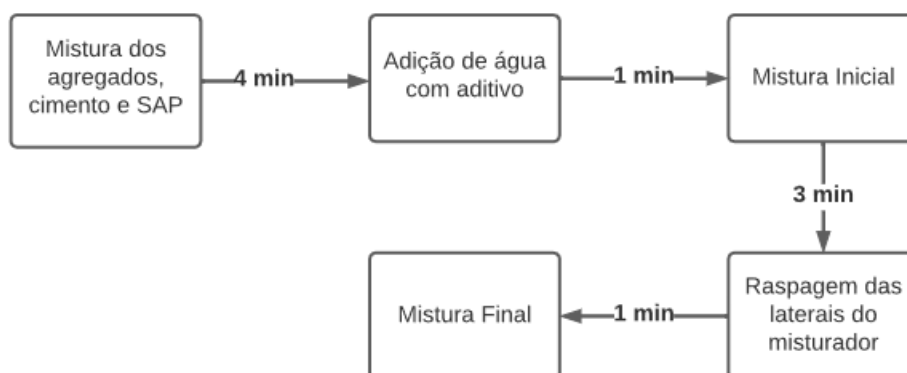 Mistura dos
agregados,
cimento e SAP
4 min
Adição de água
com aditivo
1 min
Mistura Inicial
3 min
Raspagem das
laterais do
misturador
1 min
Mistura Final